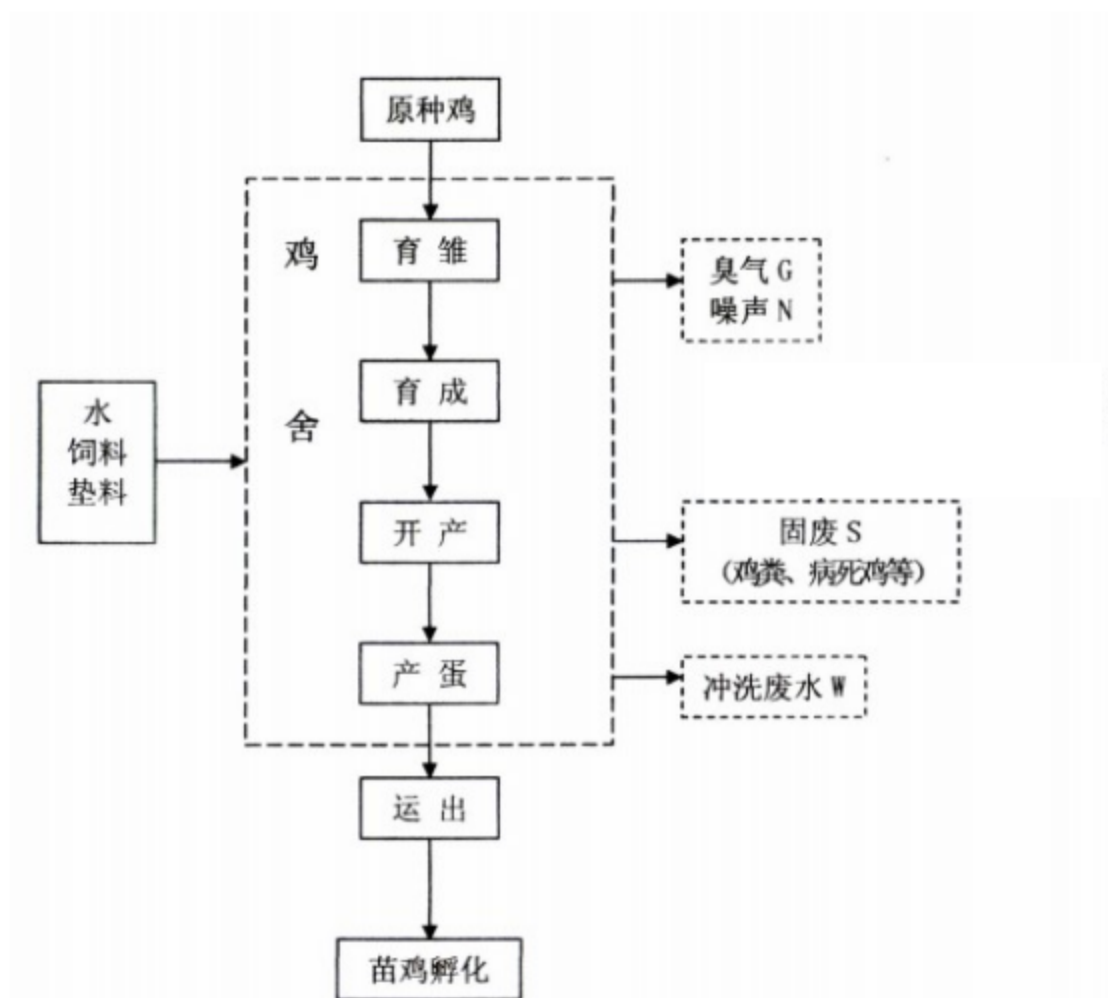 原种鸡
鸡
育 雏
臭气 G
噪声 N
育 成
水
饲料
垫料
舍
开 产
固废 S
（鸡粪、病死鸡等）
产 蛋
冲洗废水 W
运 出
苗鸡孵化